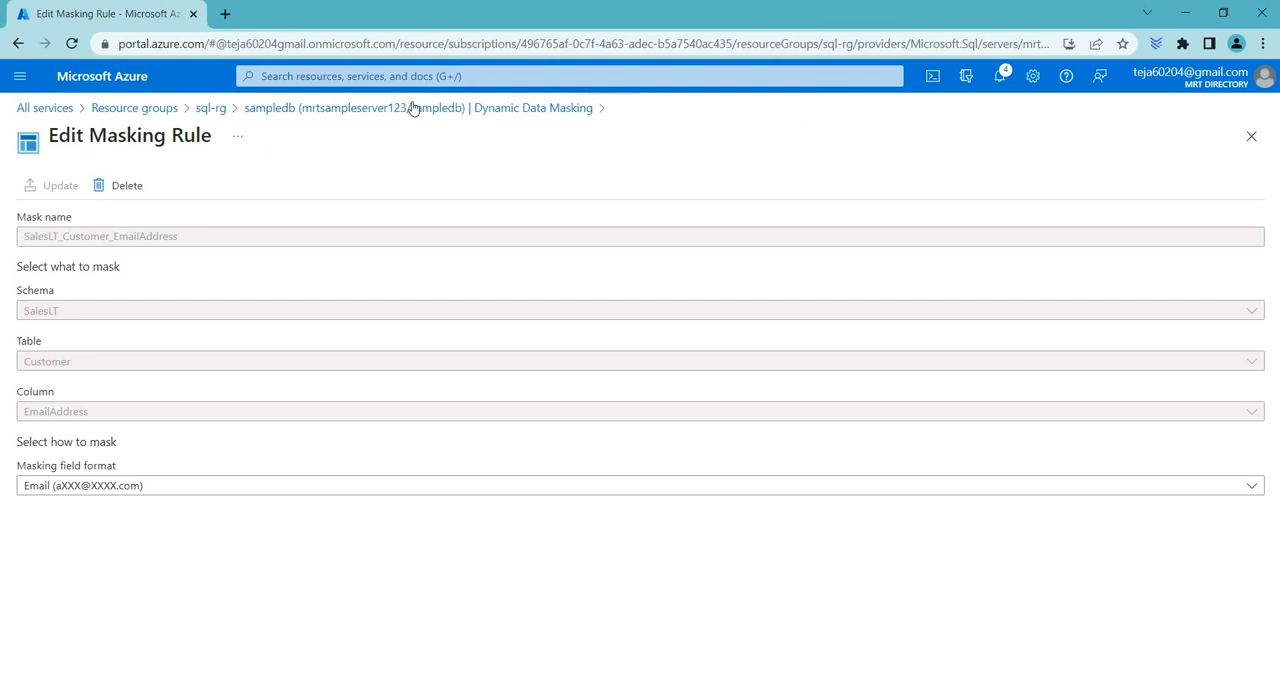 Edit Masking Rule - Microsoft Az
portal.azure.com/#@teja60204gmail.onmicrosoft.com/resource/subscriptions/496765af-0c7f-4a63-adec-b5a7540ac435/resourceGroups/sql-rg/providers/Microsoft.Sql/servers/mrt...
Microsoft Azure
Search resources, services, and docs (G+/)
4
teja60204@gmail.com
MRT DIRECTORY
All services > Resource groups > sql-rg > sampledb (mrtsampleserver123/sampledb) | Dynamic Data Masking >
Edit Masking Rule ...
Update Delete
Mask name
SalesLT_Customer_EmailAddress
Select what to mask
Schema
SalesLT
Table
Customer
Column
EmailAddress
Select how to mask
Masking field format
Email (aXXX@XXXX.com)